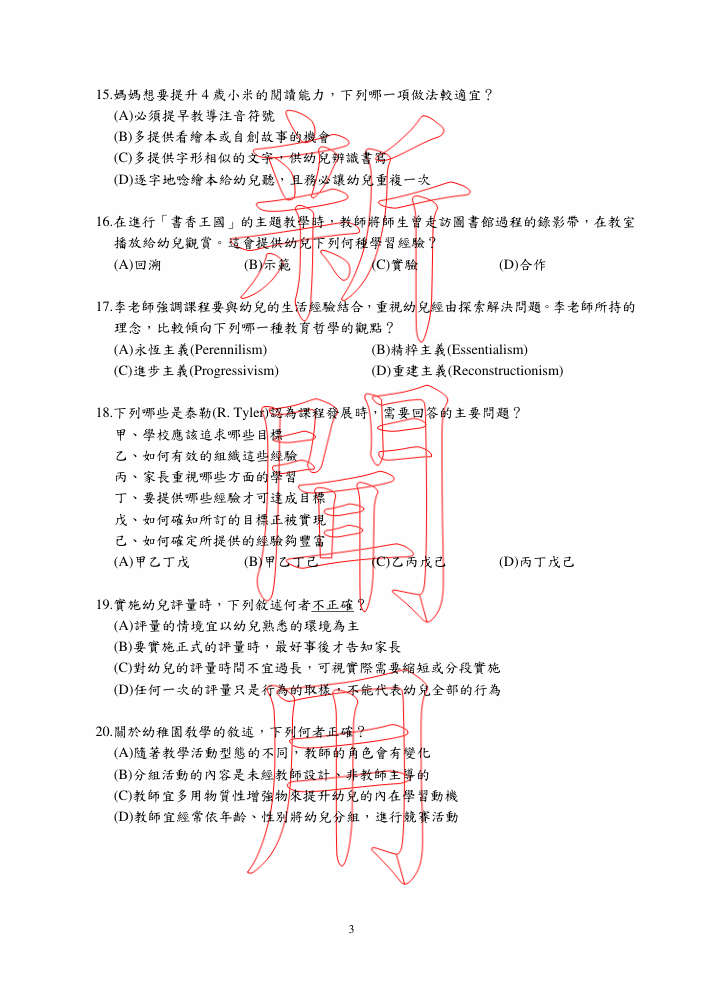 15.媽媽想要提升 4 歲小米的閱讀能力，下列哪一項做法較適宜？
(A)必須提早教導注音符號
(B)多提供看繪本或自創故事的機會
(C)多提供字形相似的文字，供幼兒辨識書寫
(D)逐字地唸繪本給幼兒聽，且務必讓幼兒重複一次
16.在進行「書香王國」的主題教學時，教師將師生曾走訪圖書館過程的錄影帶，在教室
播放給幼兒觀賞。這會提供幼兒下列何種學習經驗？
(A)回溯 (B)示範 (C)實驗 (D)合作
17.李老師強調課程要與幼兒的生活經驗結合，重視幼兒經由探索解決問題。李老師所持的
理念，比較傾向下列哪一種教育哲學的觀點？
(A)永恆主義(Perennilism) (B)精粹主義(Essentialism)
(C)進步主義(Progressivism) (D)重建主義(Reconstructionism)
18.下列哪些是泰勒(R. Tyler)認為課程發展時，需要回答的主要問題？
甲、學校應該追求哪些目標
乙、如何有效的組織這些經驗
丙、家長重視哪些方面的學習
丁、要提供哪些經驗才可達成目標
戊、如何確知所訂的目標正被實現
己、如何確定所提供的經驗夠豐富
(A)甲乙丁戊 (B)甲乙丁己 (C)乙丙戊己 (D)丙丁戊己
19.實施幼兒評量時，下列敘述何者不正確？
(A)評量的情境宜以幼兒熟悉的環境為主
(B)要實施正式的評量時，最好事後才告知家長
(C)對幼兒的評量時間不宜過長，可視實際需要縮短或分段實施
(D)任何一次的評量只是行為的取樣，不能代表幼兒全部的行為
20.關於幼稚園教學的敘述，下列何者正確？
(A)隨著教學活動型態的不同，教師的角色會有變化
(B)分組活動的內容是未經教師設計、非教師主導的
(C)教師宜多用物質性增強物來提升幼兒的內在學習動機
(D)教師宜經常依年齡、性別將幼兒分組，進行競賽活動
新聞用
3